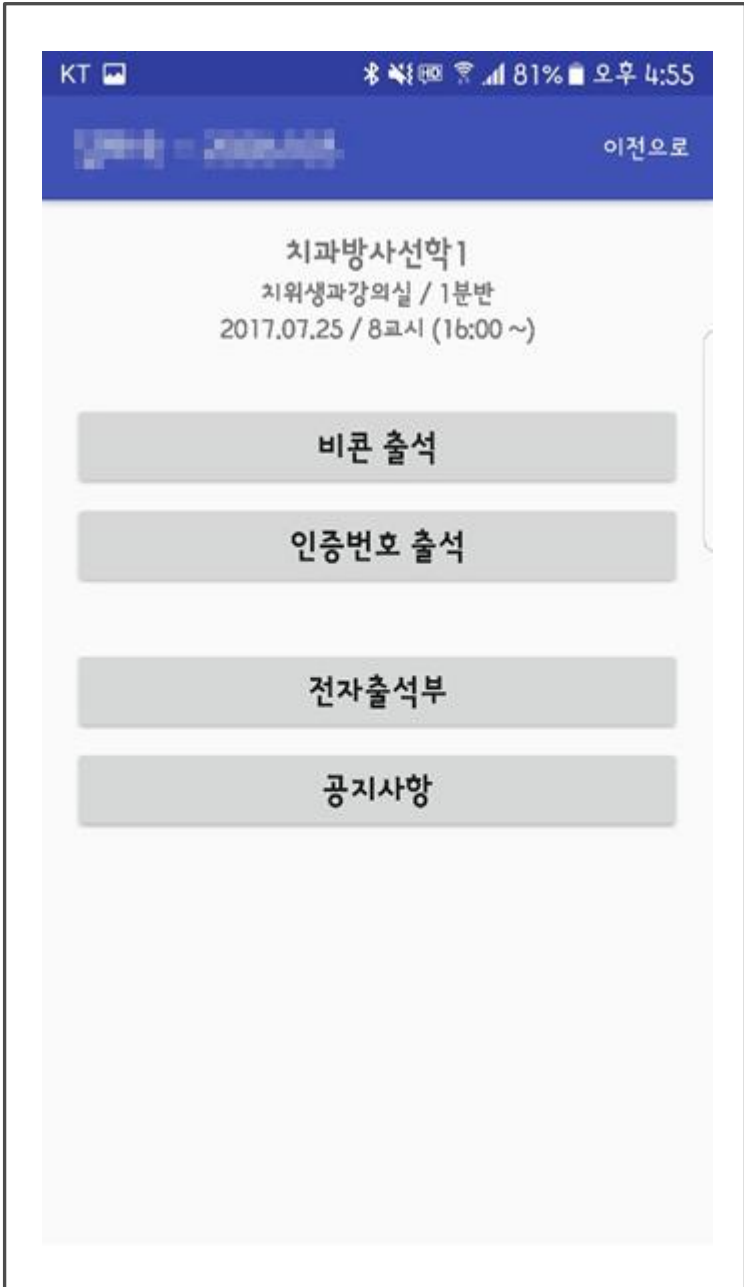 KT HD 81% 오후 4:55
이전으로
치과방사선학1
치위생과강의실 / 1분반
2017.07.25 / 8교시 (16:00 ~)
비콘 출석
인증번호 출석
전자출석부
공지사항